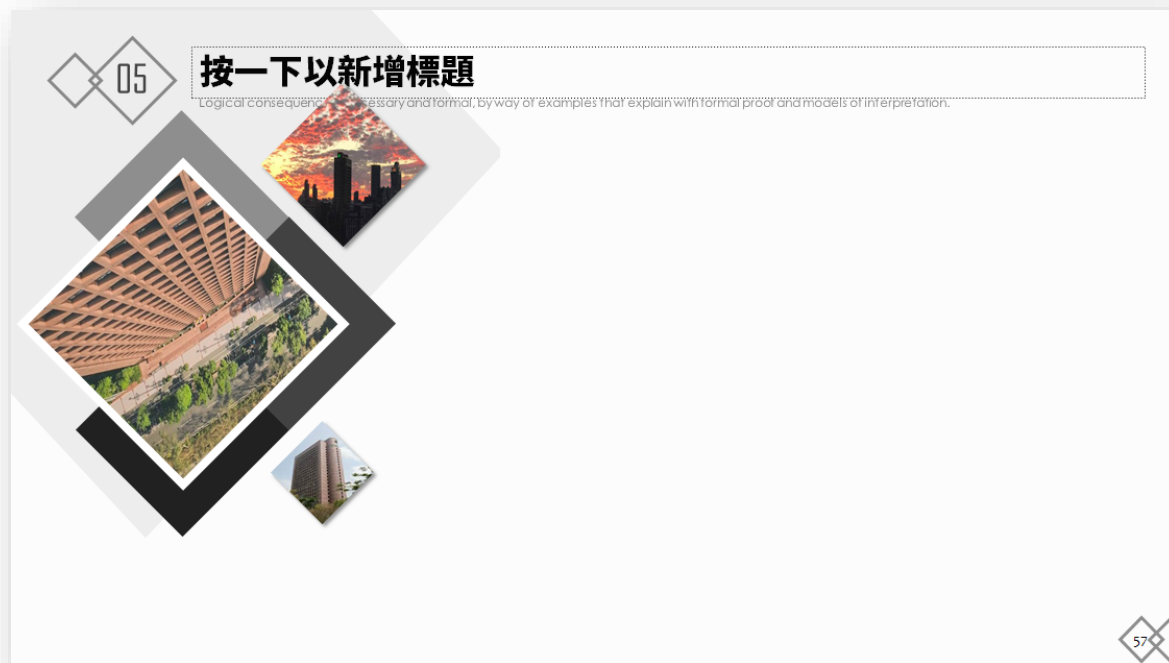 05
按一下以新增標題
Logical consequenc cessary and formal, by way of examples that explain with formal proof and models of interpretation.
57